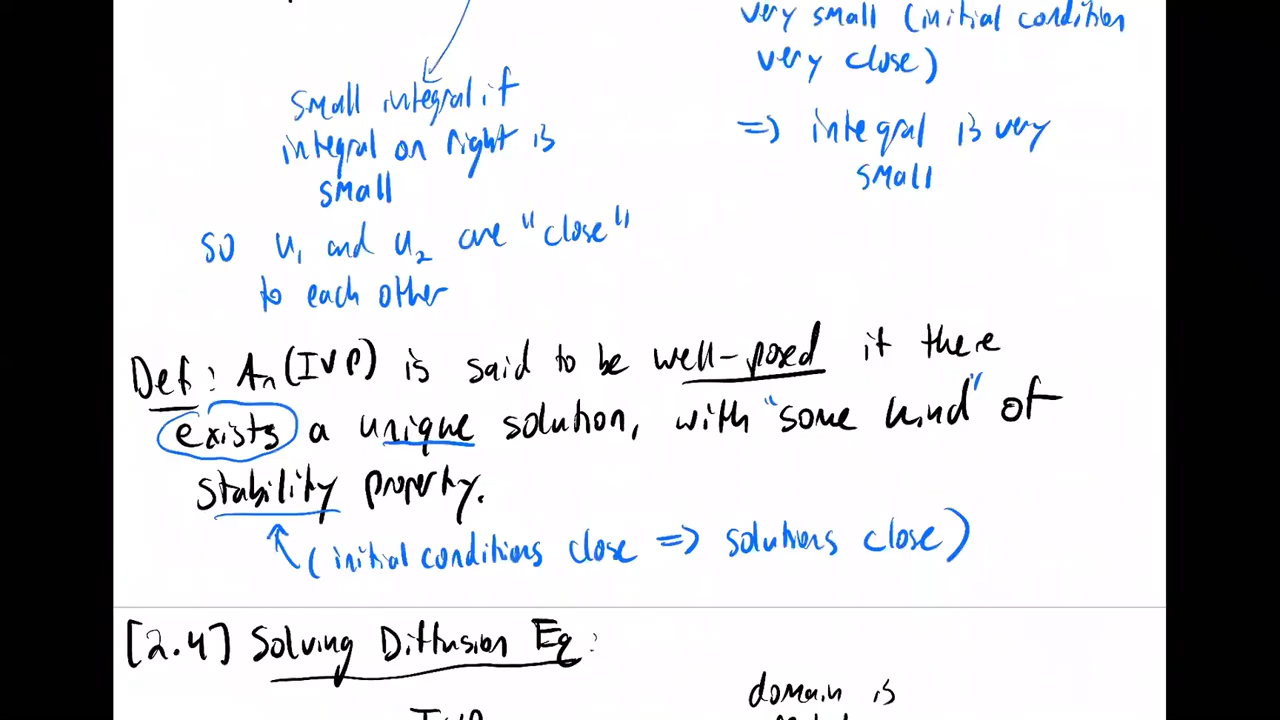 very small (initial condition
very close)
=> integral is very
small
small integral if
integral on right is
small
so u₁ and u₂ are "close"
to each other
Def: An (IVP) is said to be well-posed if there
exists a unique solution, with "some kind" of
stability property.
(initial conditions close => solutions close)
[2.4] Solving Diffusion Eq:
domain is